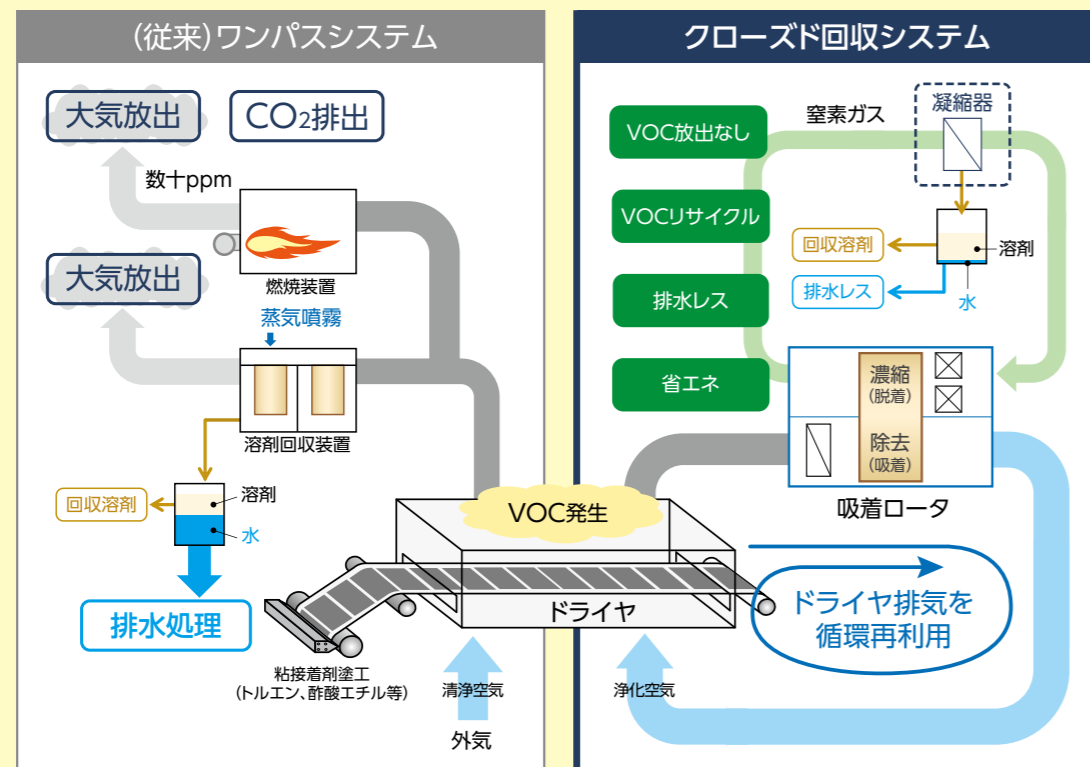 (従来)ワンパスシステム
大気放出
CO2排出
数十ppm
燃焼装置
大気放出
蒸気噴霧
溶剤回収装置
回収溶剤
溶剤
水
排水処理
粘接着剤塗工
(トルエン、酢酸エチル等)
VOC発生
ドライヤ
清浄空気
外気
クローズド回収システム
VOC放出なし
VOCリサイクル
排水レス
省エネ
窒素ガス
凝縮器
回収溶剤
溶剤
排水レス
水
濃縮
(脱着)
除去
(吸着)
吸着ロータ
ドライヤ排気を
循環再利用
浄化空気